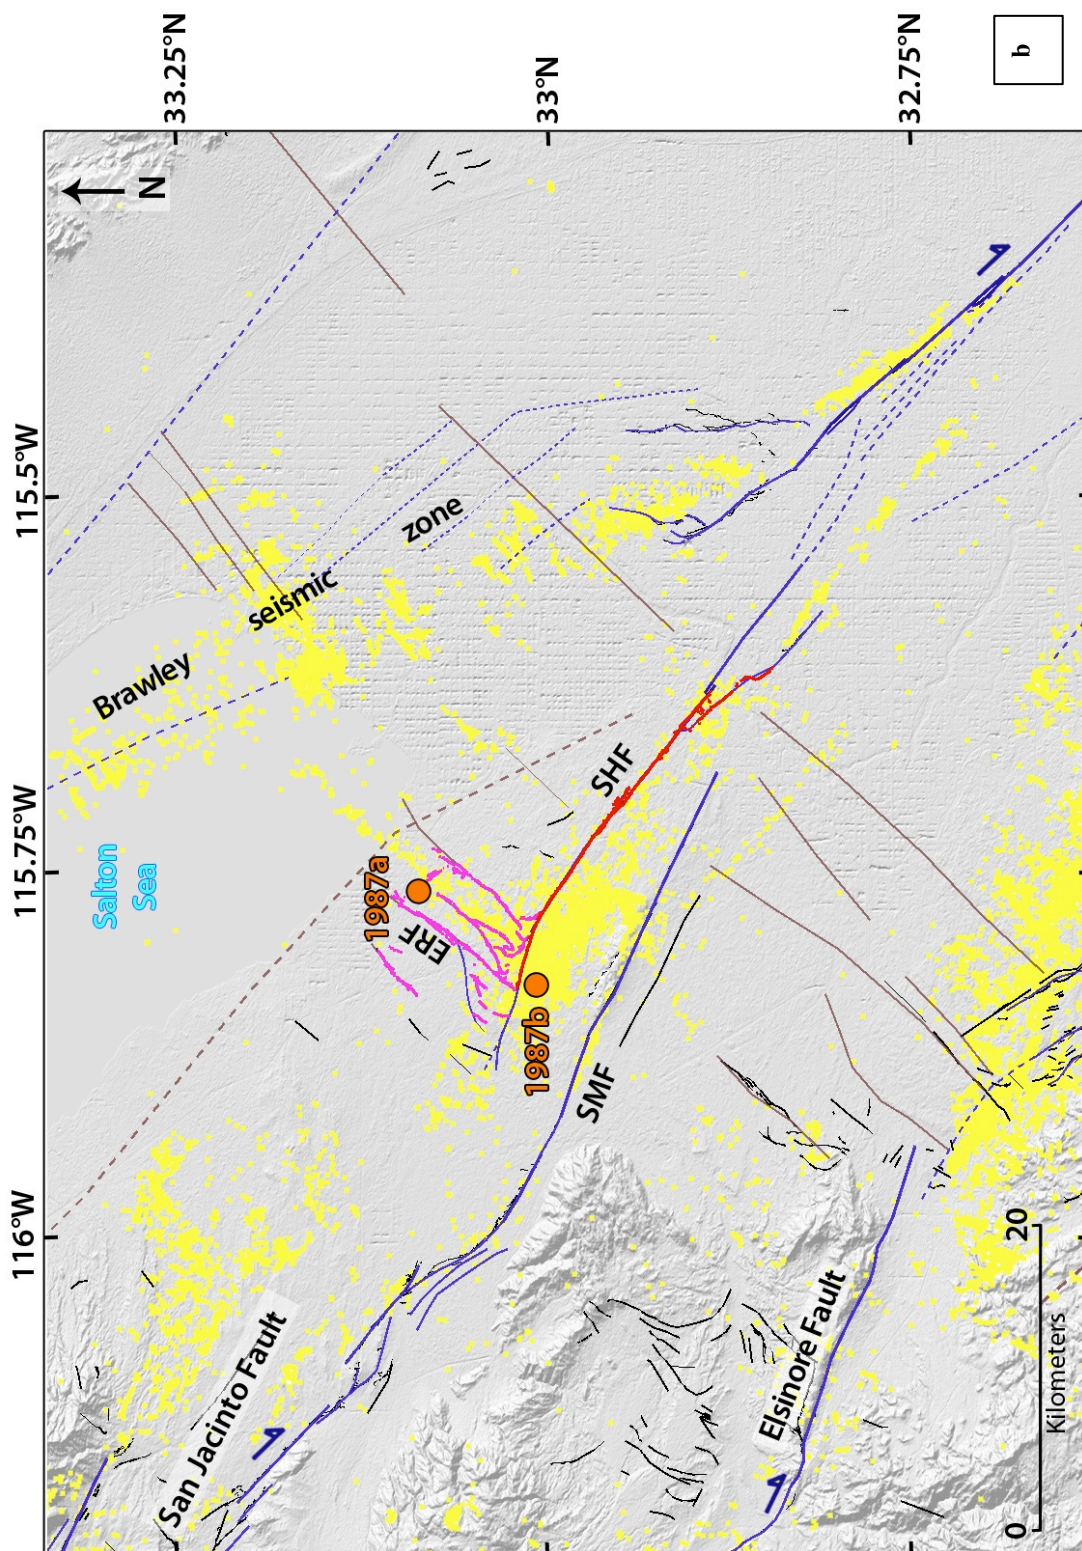 116°W
115.75°W
115.5°W
33.25°N
33°N
32.75°N
N
b
Salton
Sea
Brawley
seismic
zone
San Jacinto Fault
1987a
ERF
1987b
SHF
SMF
Elsinore Fault
0
20
Kilometers